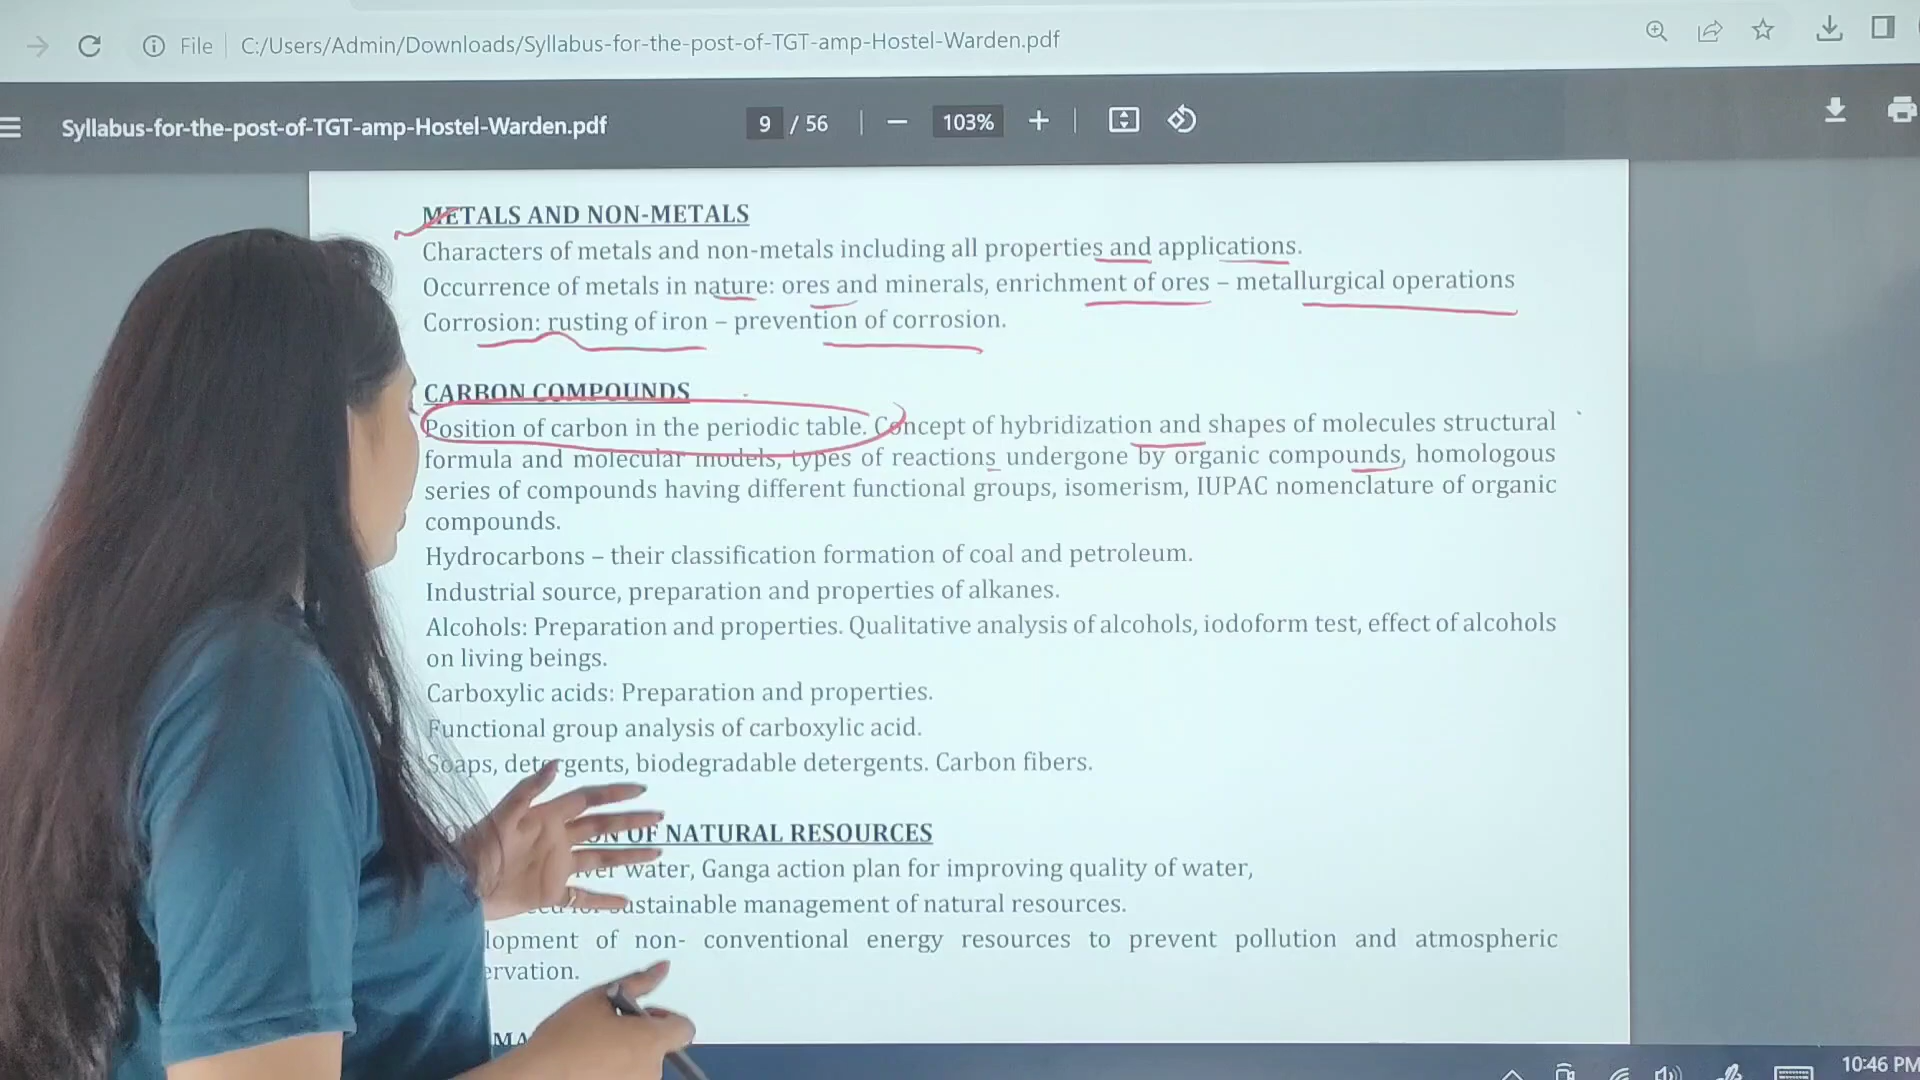 File C:/Users/Admin/Downloads/Syllabus-for-the-post-of-TGT-amp-Hostel-Warden.pdf
Syllabus-for-the-post-of-TGT-amp-Hostel-Warden.pdf 9 / 56 103%
METALS AND NON-METALS
Characters of metals and non-metals including all properties and applications.
Occurrence of metals in nature: ores and minerals, enrichment of ores – metallurgical operations
Corrosion: rusting of iron – prevention of corrosion.
CARBON COMPOUNDS
Position of carbon in the periodic table. Concept of hybridization and shapes of molecules structural
formula and molecular models, types of reactions undergone by organic compounds, homologous
series of compounds having different functional groups, isomerism, IUPAC nomenclature of organic
compounds.
Hydrocarbons – their classification formation of coal and petroleum.
Industrial source, preparation and properties of alkanes.
Alcohols: Preparation and properties. Qualitative analysis of alcohols, iodoform test, effect of alcohols
on living beings.
Carboxylic acids: Preparation and properties.
Functional group analysis of carboxylic acid.
Soaps, detergents, biodegradable detergents. Carbon fibers.
OF NATURAL RESOURCES
water, Ganga action plan for improving quality of water,
sustainable management of natural resources.
lopment of non- conventional energy resources to prevent pollution and atmospheric
ervation.
MA
10:46 PM